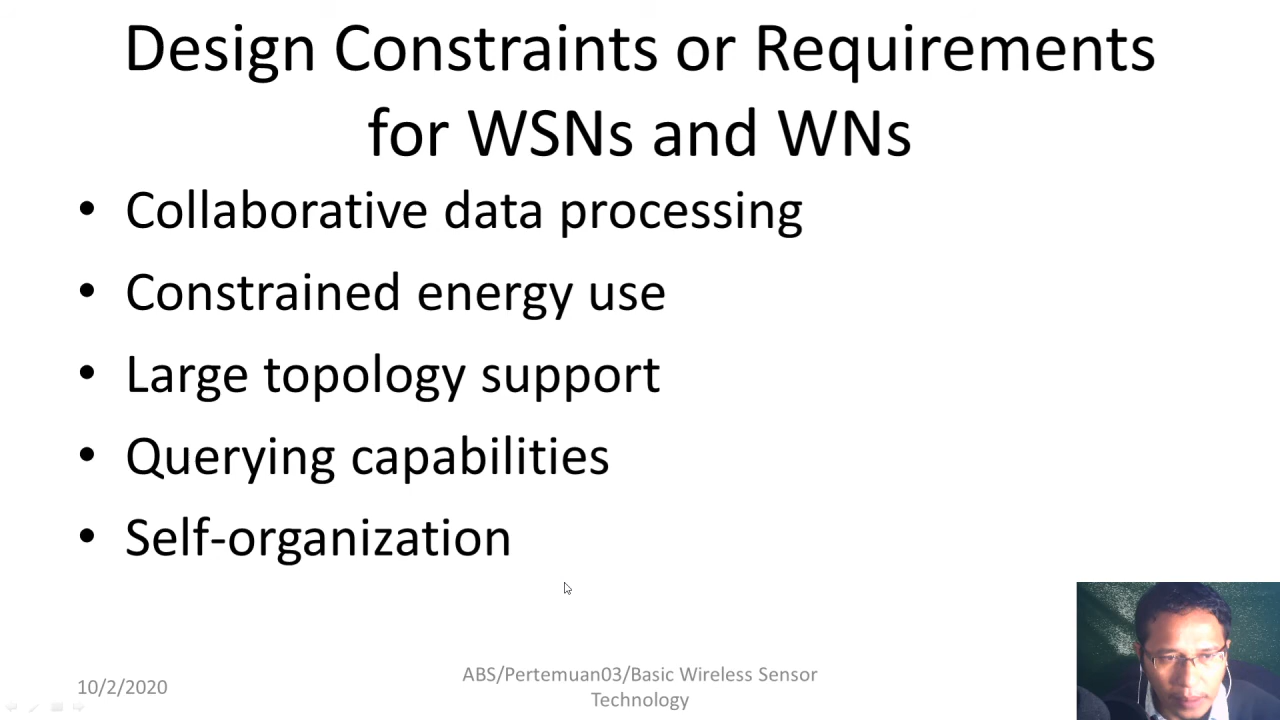 Design Constraints or Requirements
for WSNs and WNs
• Collaborative data processing
• Constrained energy use
• Large topology support
• Querying capabilities
• Self-organization
10/2/2020
ABS/Pertemuan03/Basic Wireless Sensor
Technology